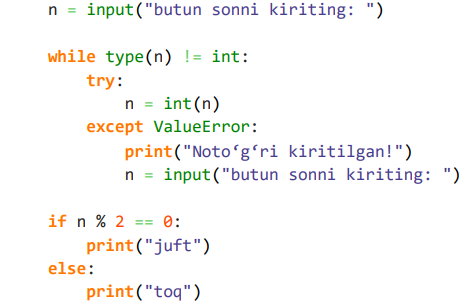 n = input("butun sonni kiriting: ")
while type(n) != int:
    try:
        n = int(n)
    except ValueError:
        print("Noto‘g‘ri kiritilgan!")
        n = input("butun sonni kiriting: ")
if n % 2 == 0:
    print("juft")
else:
    print("toq")